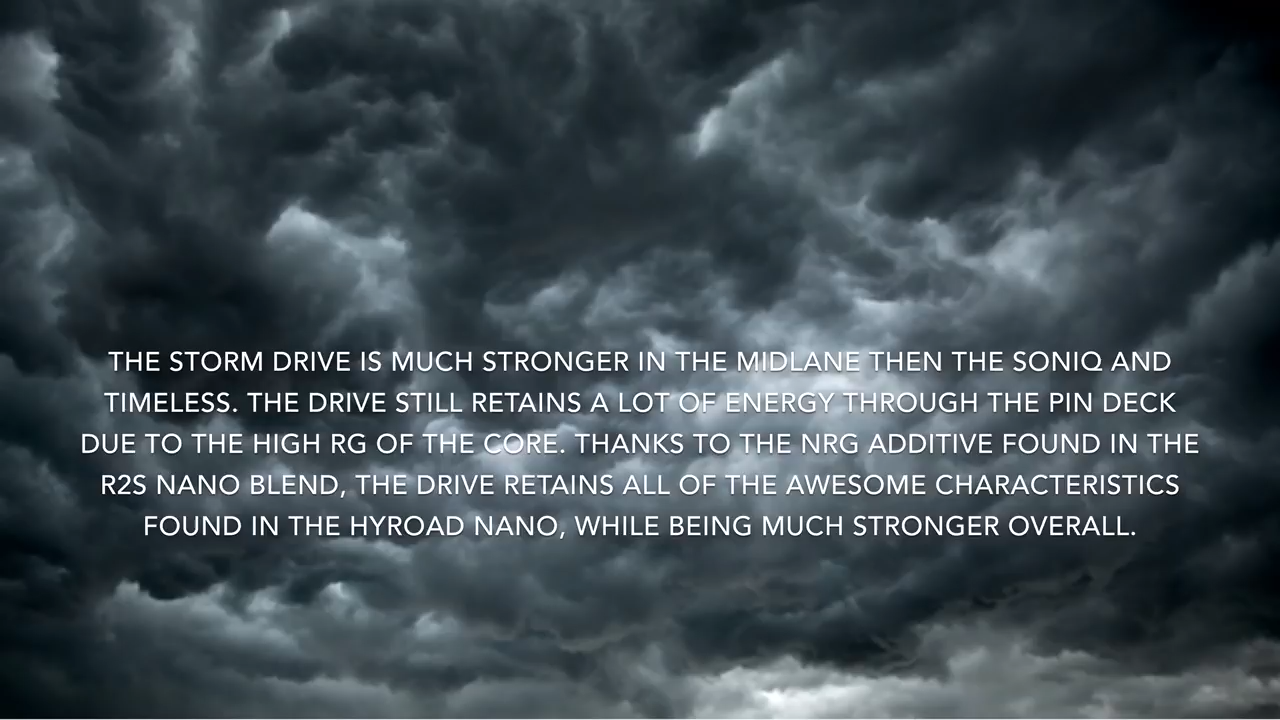 THE STORM DRIVE IS MUCH STRONGER IN THE MIDLANE THEN THE SONIQ AND
TIMELESS. THE DRIVE STILL RETAINS A LOT OF ENERGY THROUGH THE PIN DECK
DUE TO THE HIGH RG OF THE CORE. THANKS TO THE NRG ADDITIVE FOUND IN THE
R2S NANO BLEND, THE DRIVE RETAINS ALL OF THE AWESOME CHARACTERISTICS
FOUND IN THE HYROAD NANO, WHILE BEING MUCH STRONGER OVERALL.